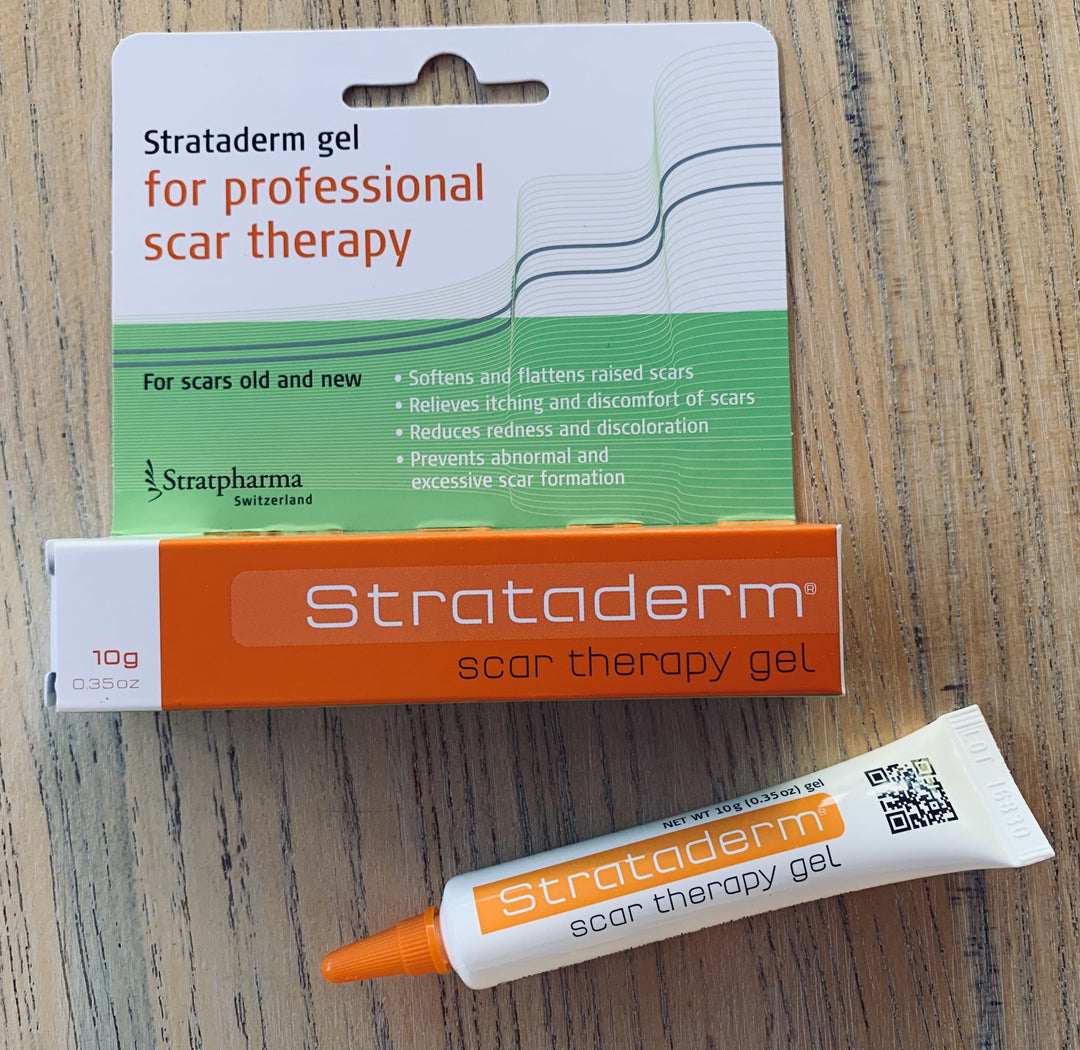 Strataderm gel
for professional
scar therapy
For scars old and new
• Softens and flattens raised scars
• Relieves itching and discomfort of scars
• Reduces redness and discoloration
• Prevents abnormal and
excessive scar formation
Stratpharma
Switzerland
Strataderm®
scar therapy gel
10g
0.35oz
NET WT 10g (0.35oz) gel
Strataderm®
scar therapy gel
LOT 16830